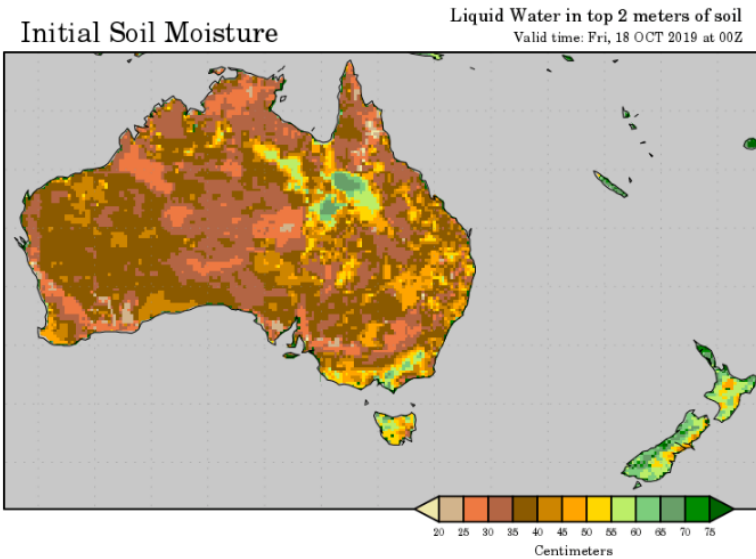 Initial Soil Moisture
Liquid Water in top 2 meters of soil
Valid time: Fri, 18 OCT 2019 at 00Z
20 25 30 35 40 45 50 55 60 65 70 75
Centimeters